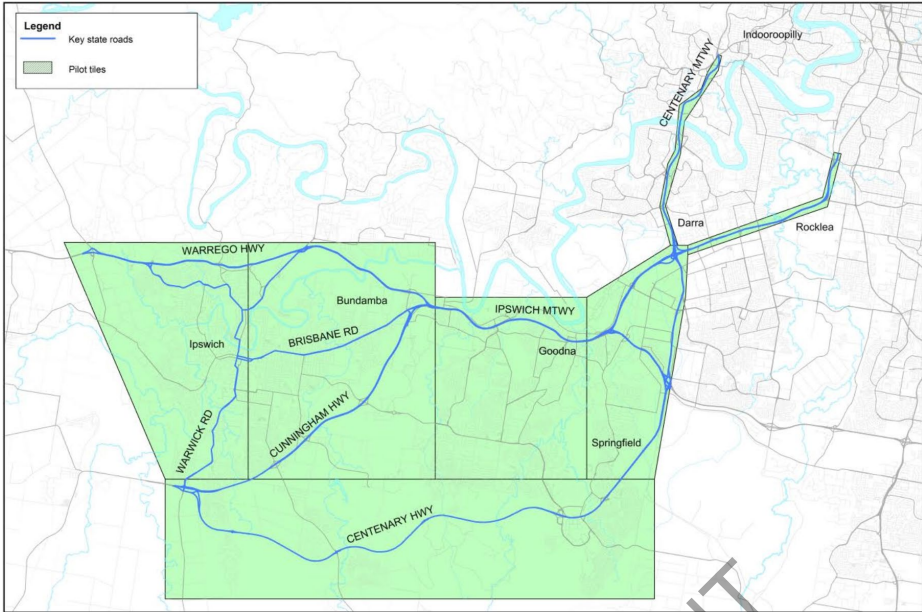 Legend
Key state roads
Pilot tiles
Indooroopilly
CENTENARY MTWY
Darra
Rocklea
WARREGO HWY
Bundamba
IPSWICH MTWY
Ipswich
BRISBANE RD
Goodna
WARWICK RD
CUNNINGHAM HWY
Springfield
CENTENARY HWY